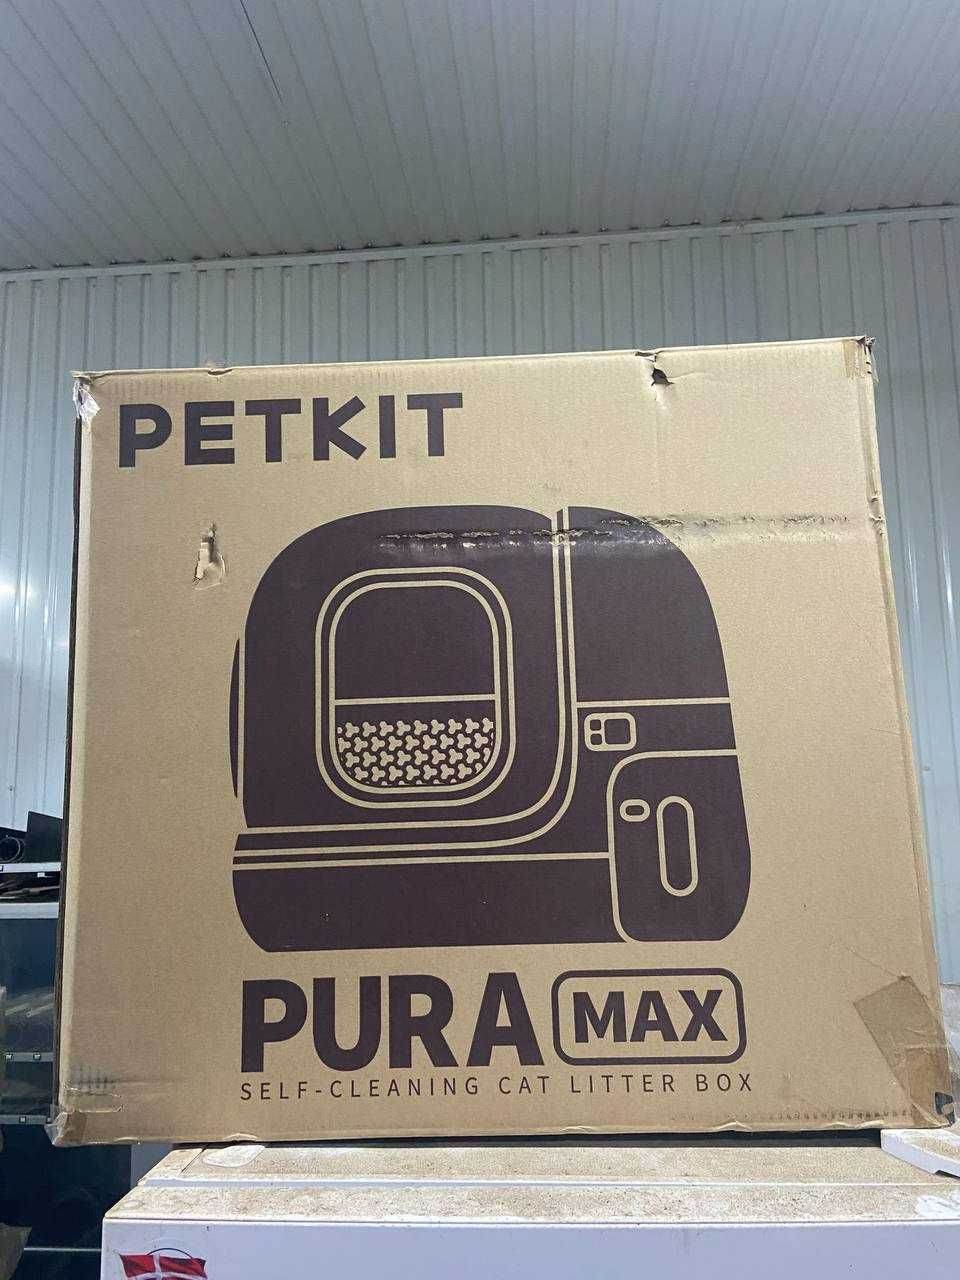 PETKIT
PURA MAX
SELF-CLEANING CAT LITTER BOX